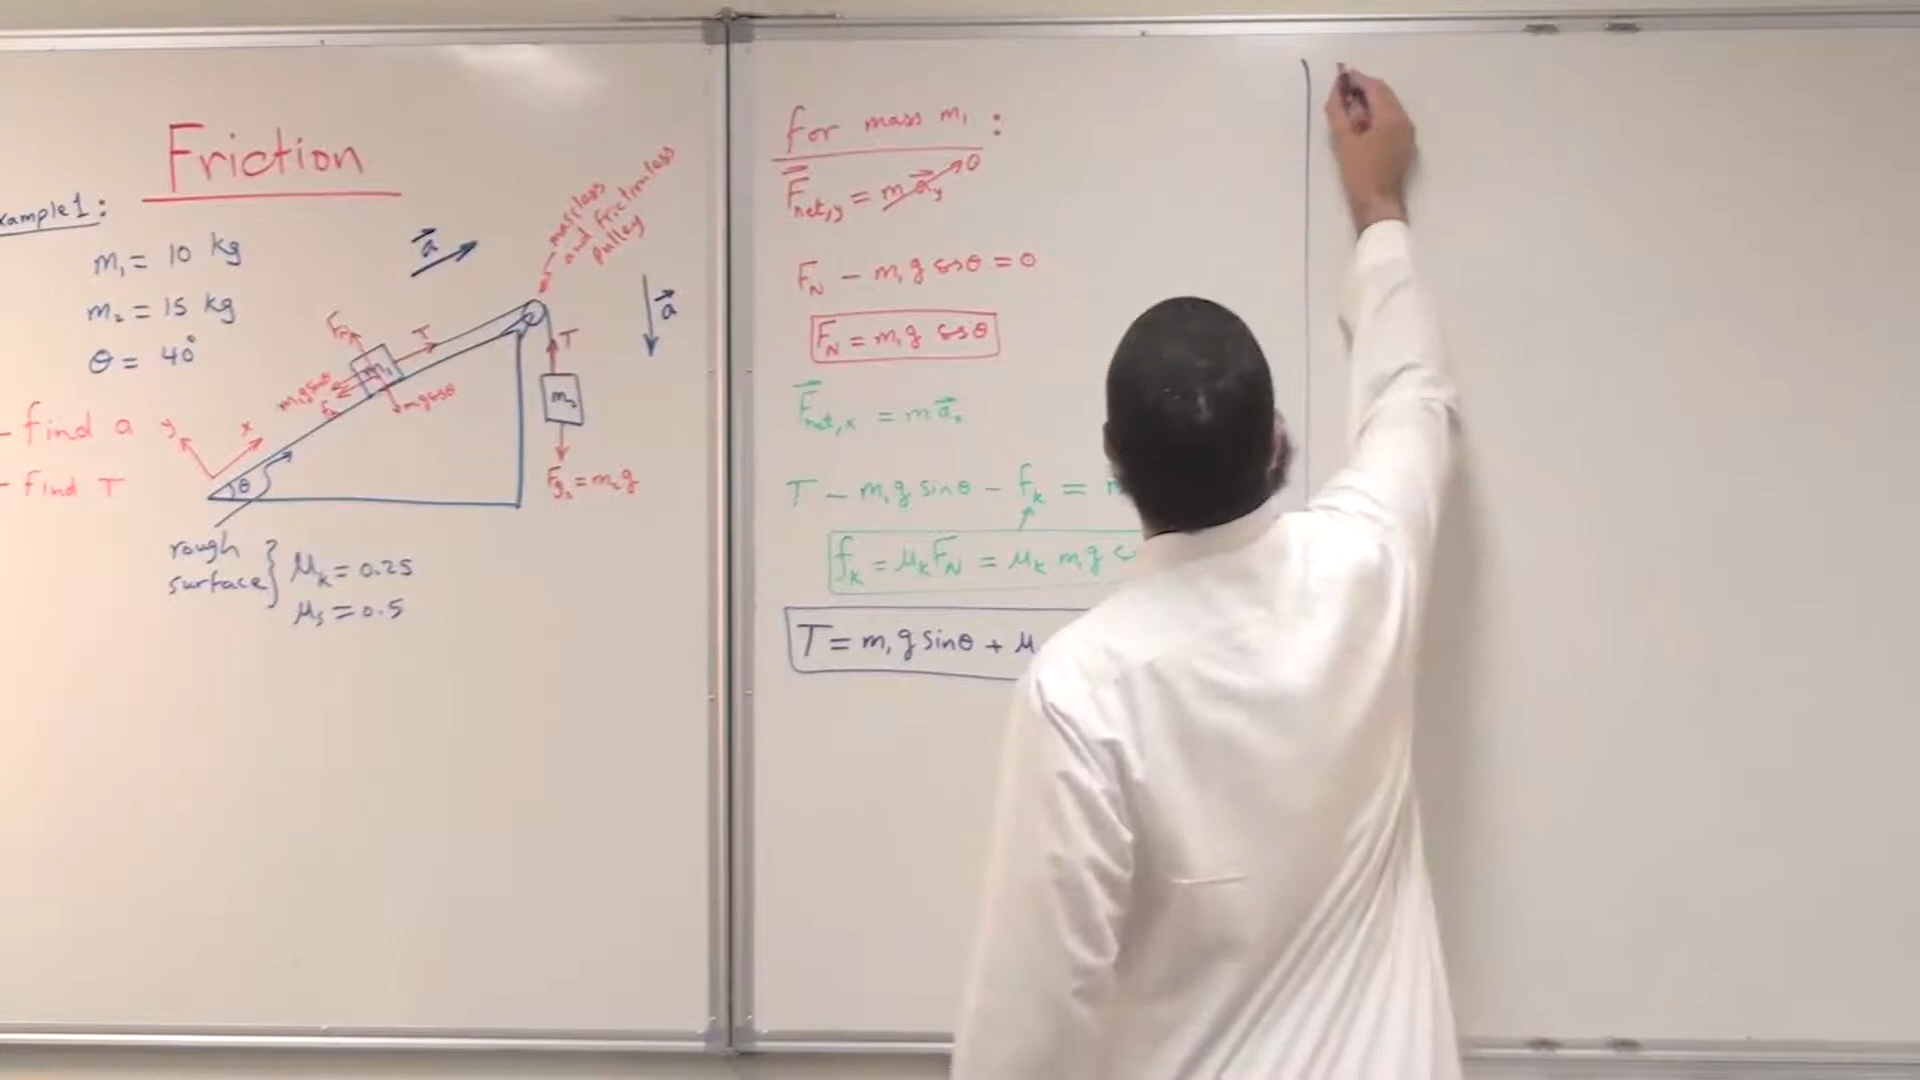 Friction
xample 1:
m₁ = 10 kg
m₂ = 15 kg
θ = 40°
- find a
- find T
a
massless
and frictionless
pulley
a
F_N
T
T
m₁
m₁g sinθ
f_k
mg cosθ
m₂
F_g₂ = m₂g
y
x
θ
rough
surface } μ_k = 0.25
μ_s = 0.5
for mass m₁ :
F_net,y = m a_y 0
F_N - m₁g cosθ = 0
F_N = m₁g cosθ
F_net,x = m a_x
T - m₁g sinθ - f_k =
f_k = μ_k F_N = μ_k m₁g c
T = m₁g sinθ + μ